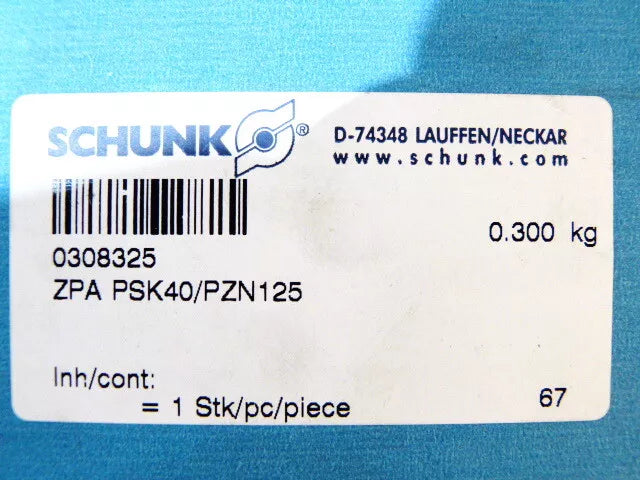 SCHUNK®
D-74348 LAUFFEN/NECKAR
www.schunk.com
0308325
0.300 kg
ZPA PSK40/PZN125
Inh/cont:
= 1 Stk/pc/piece
67